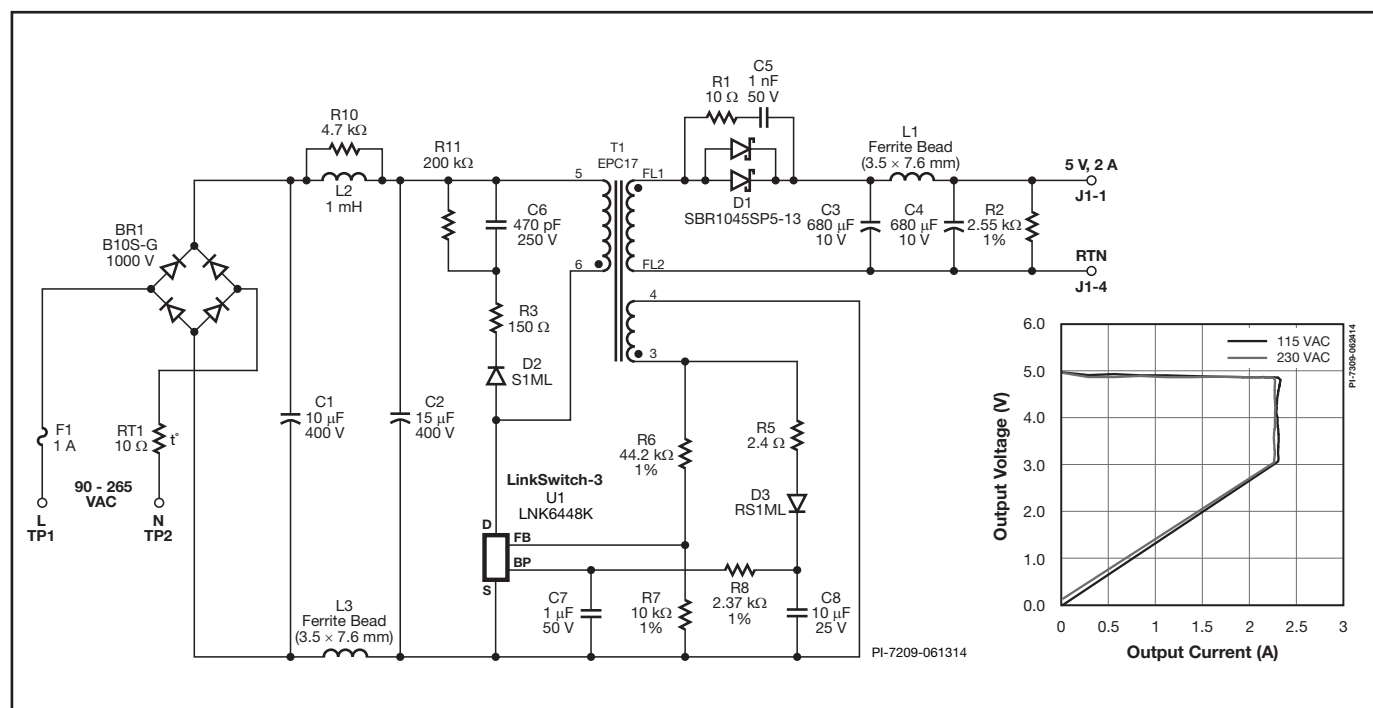 R10
4.7 kΩ
L2
1 mH
R11
200 kΩ
BR1
B10S-G
1000 V
C6
470 pF
250 V
R3
150 Ω
D2
S1ML
C1
10 µF
400 V
C2
15 µF
400 V
F1
1 A
RT1
10 Ω
t°
90 - 265
VAC
L
TP1
N
TP2
L3
Ferrite Bead
(3.5 × 7.6 mm)
LinkSwitch-3
U1
LNK6448K
D
FB
BP
S
T1
EPC17
5
6
FL1
FL2
4
3
R1
10 Ω
C5
1 nF
50 V
D1
SBR1045SP5-13
L1
Ferrite Bead
(3.5 × 7.6 mm)
C3
680 µF
10 V
C4
680 µF
10 V
R2
2.55 kΩ
1%
5 V, 2 A
J1-1
RTN
J1-4
R6
44.2 kΩ
1%
R5
2.4 Ω
D3
RS1ML
C7
1 µF
50 V
R7
10 kΩ
1%
R8
2.37 kΩ
1%
C8
10 µF
25 V
PI-7209-061314
115 VAC
230 VAC
PI-7309-062414
Output Voltage (V)
6.0
5.0
4.0
3.0
2.0
1.0
0.0
0
0.5
1
1.5
2
2.5
3
Output Current (A)